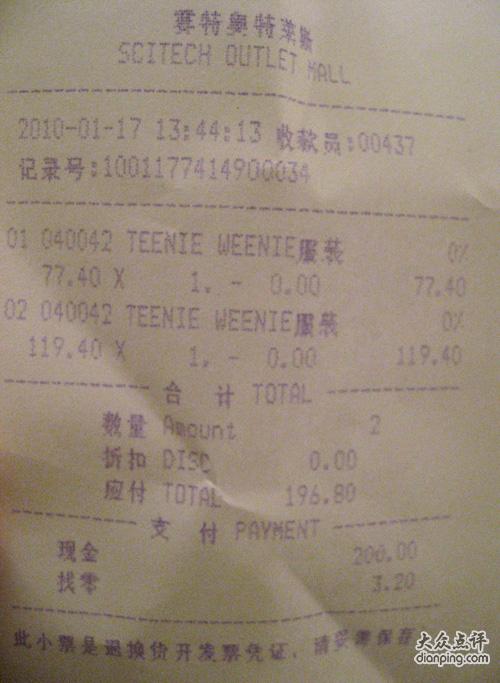 赛特奥特莱斯
SCITECH OUTLET MALL
2010-01-17 13:44:13 收款员:00437
记录号:1001177414900034
01 040042 TEENIE WEENIE服装 0%
77.40 X 1. - 0.00 77.40
02 040042 TEENIE WEENIE服装 0%
119.40 X 1. - 0.00 119.40
合 计 TOTAL
数量 Amount 2
折扣 DISC 0.00
应付 TOTAL 196.80
支 付 PAYMENT
现金 200.00
找零 3.20
此小票是退换货开发票凭证, 请妥善保存
大众点评
dianping.com